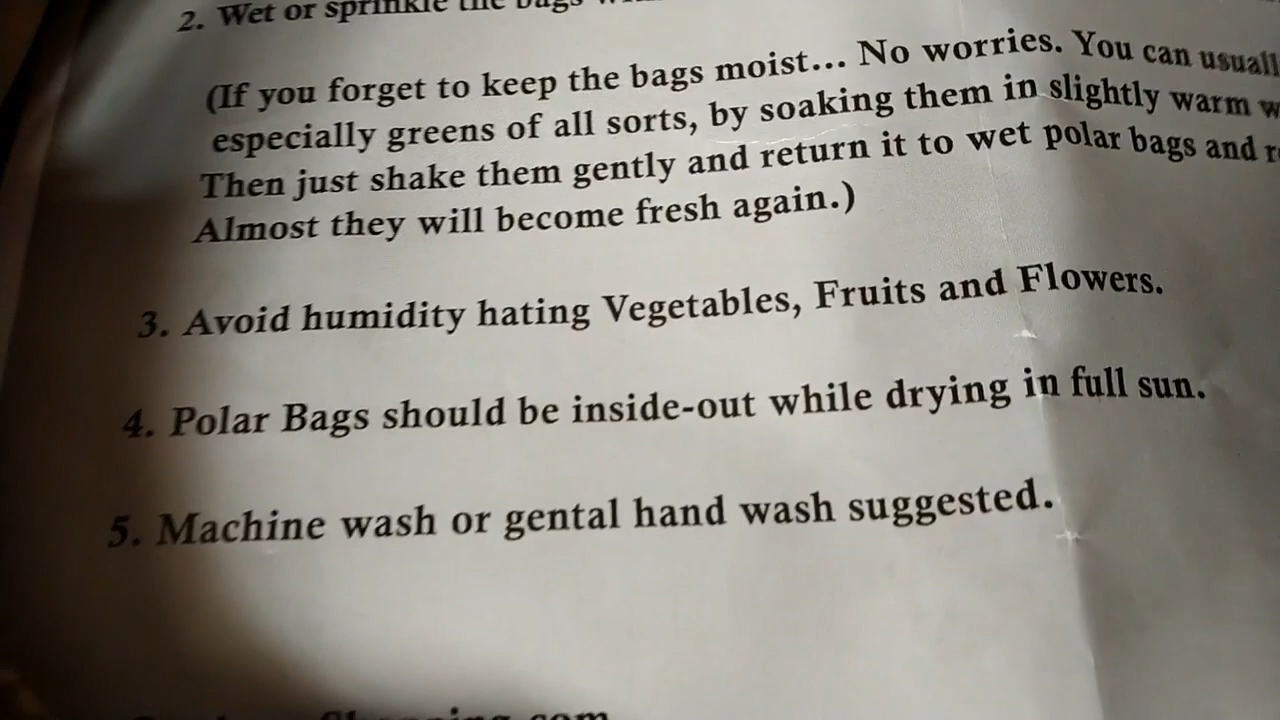 2. Wet or sprinkle the bags
(If you forget to keep the bags moist... No worries. You can usuall
especially greens of all sorts, by soaking them in slightly warm w
Then just shake them gently and return it to wet polar bags and r
Almost they will become fresh again.)
3. Avoid humidity hating Vegetables, Fruits and Flowers.
4. Polar Bags should be inside-out while drying in full sun.
5. Machine wash or gental hand wash suggested.